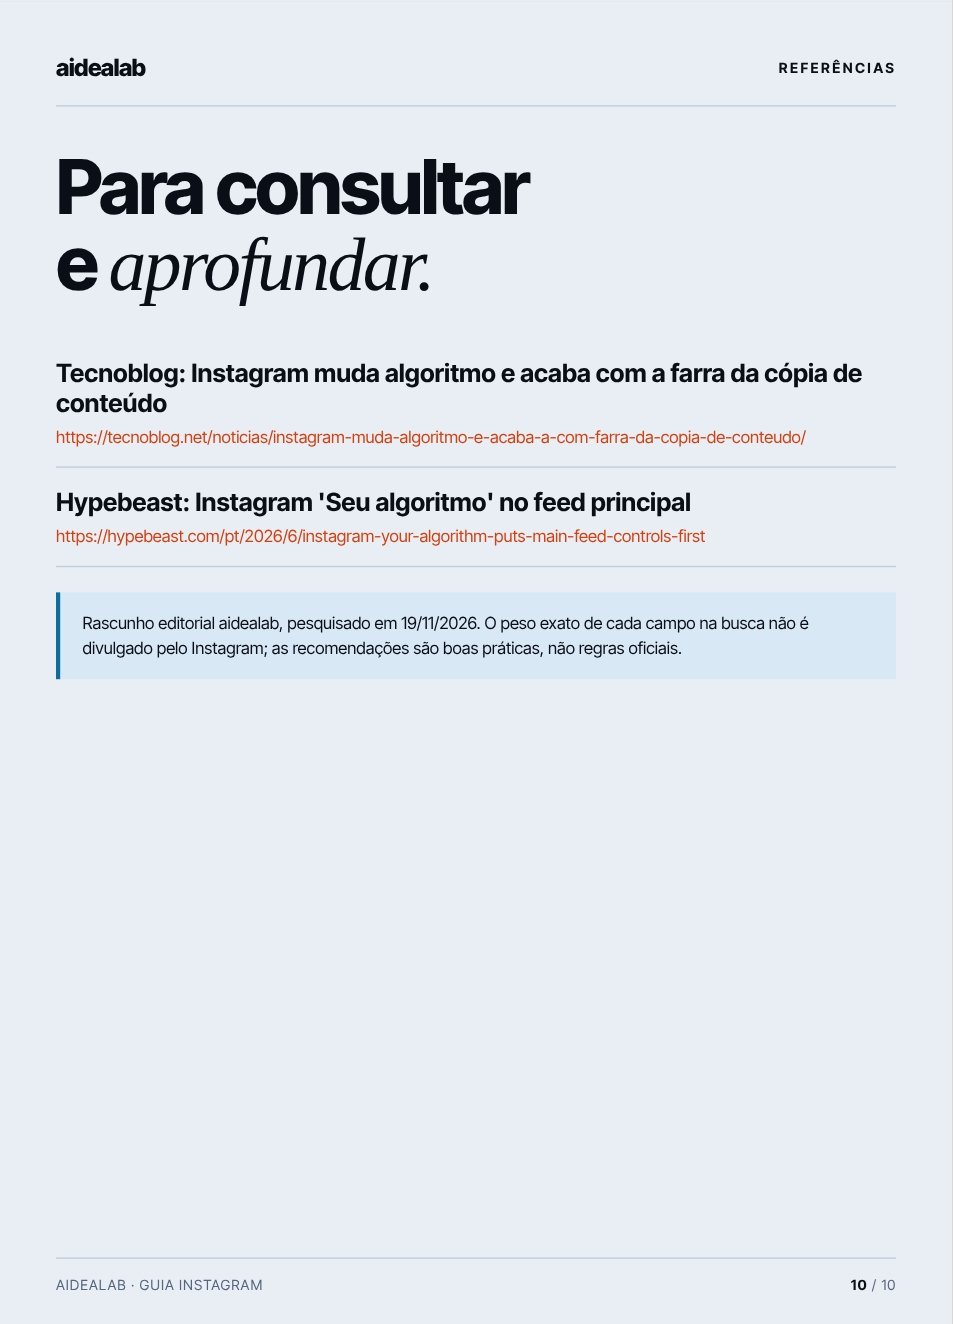 aidealab
REFERÊNCIAS
Para consultar
e aprofundar.
Tecnoblog: Instagram muda algoritmo e acaba com a farra da cópia de
conteúdo
https://tecnoblog.net/noticias/instagram-muda-algoritmo-e-acaba-a-com-farra-da-copia-de-conteudo/
Hypebeast: Instagram 'Seu algoritmo' no feed principal
https://hypebeast.com/pt/2026/6/instagram-your-algorithm-puts-main-feed-controls-first
Rascunho editorial aidealab, pesquisado em 19/11/2026. O peso exato de cada campo na busca não é
divulgado pelo Instagram; as recomendações são boas práticas, não regras oficiais.
AIDEALAB · GUIA INSTAGRAM
10 / 10